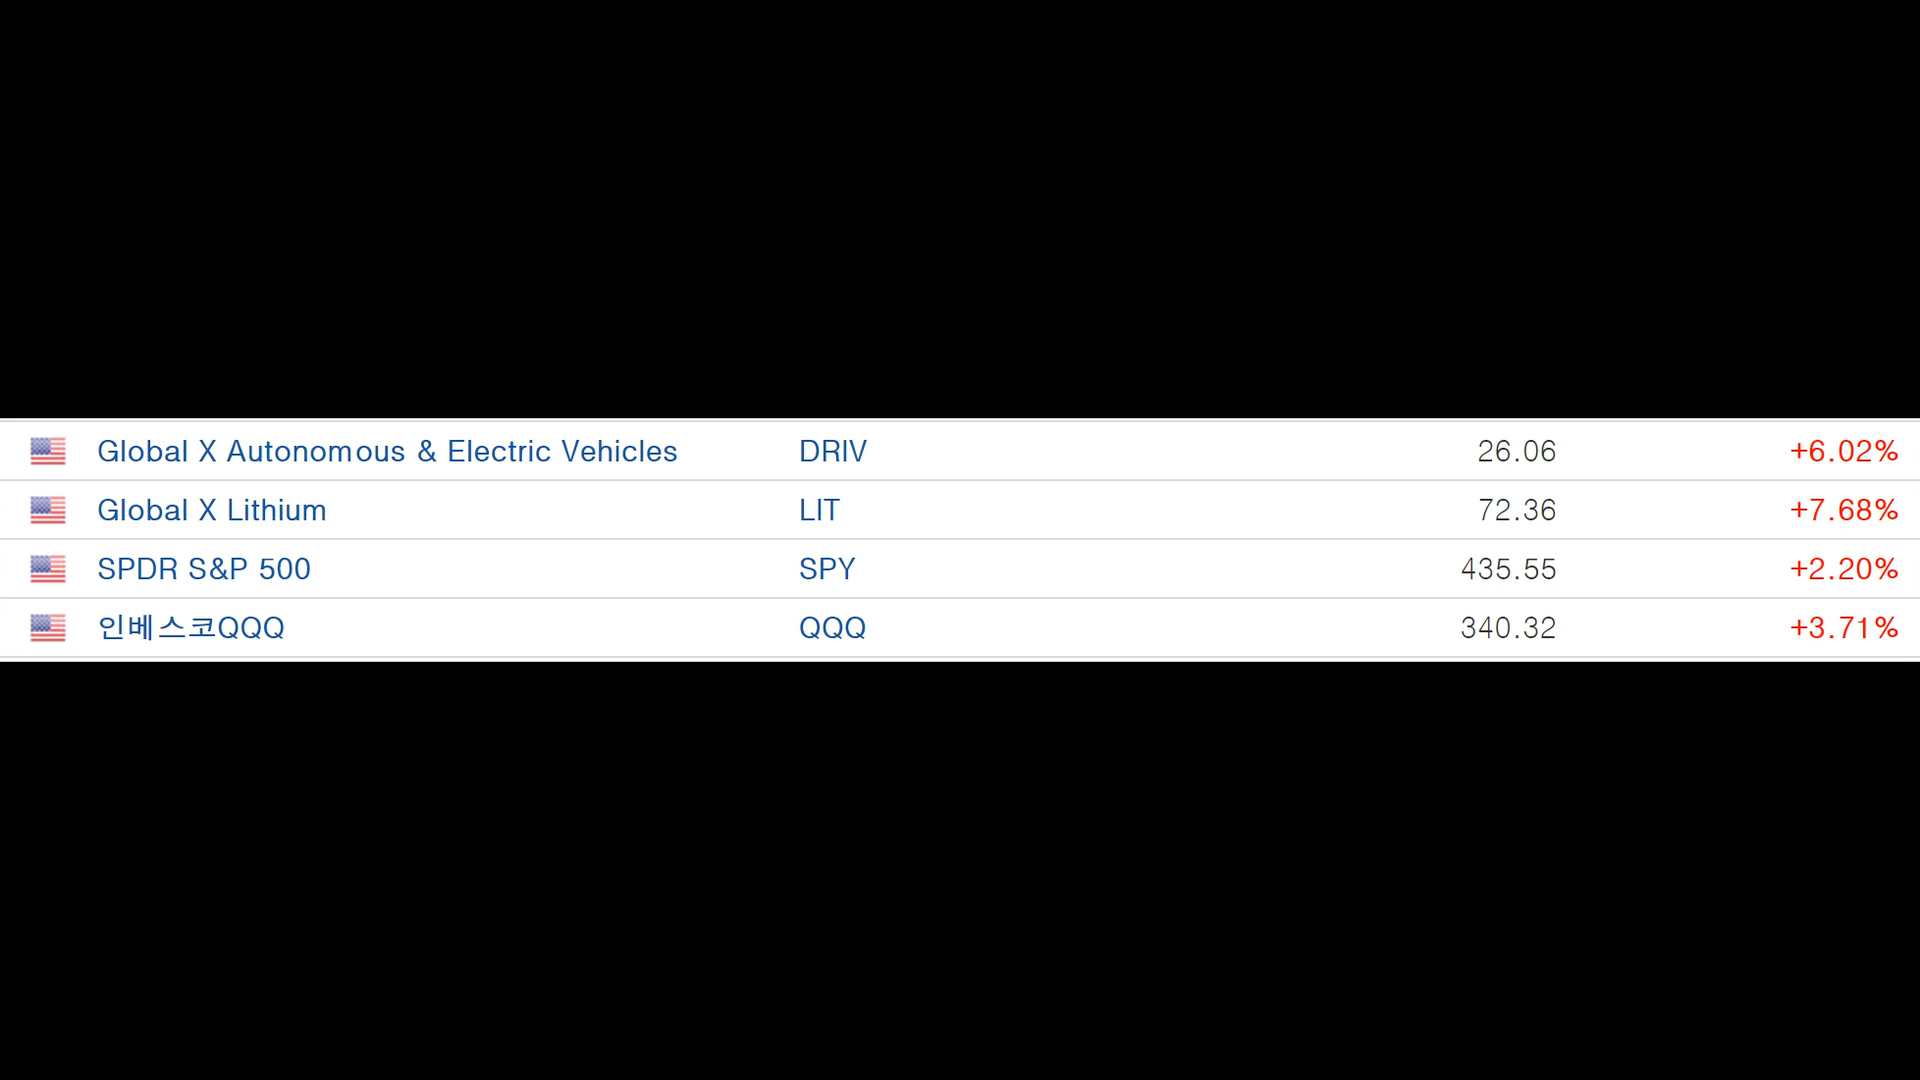 Global X Autonomous & Electric Vehicles DRIV 26.06 +6.02%
Global X Lithium LIT 72.36 +7.68%
SPDR S&P 500 SPY 435.55 +2.20%
인베스코QQQ QQQ 340.32 +3.71%